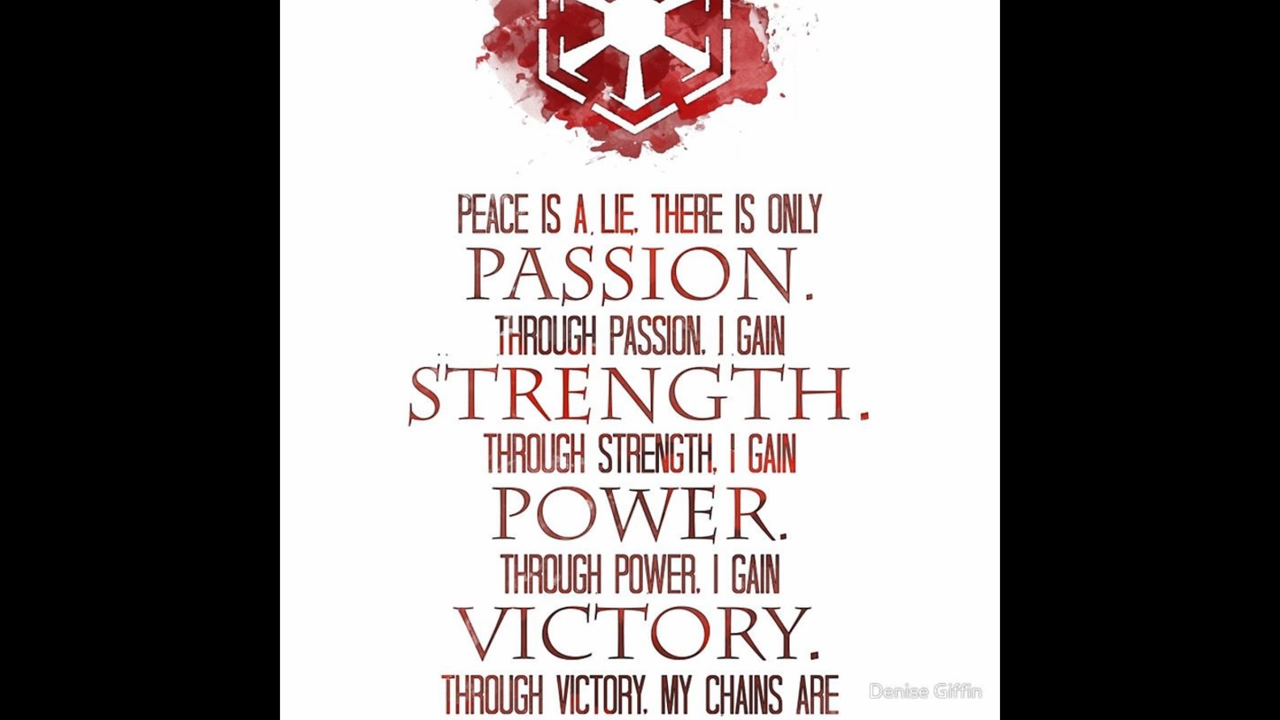 PEACE IS A LIE, THERE IS ONLY
PASSION.
THROUGH PASSION, I GAIN
STRENGTH.
THROUGH STRENGTH, I GAIN
POWER.
THROUGH POWER, I GAIN
VICTORY.
THROUGH VICTORY, MY CHAINS ARE
Denise Giffin